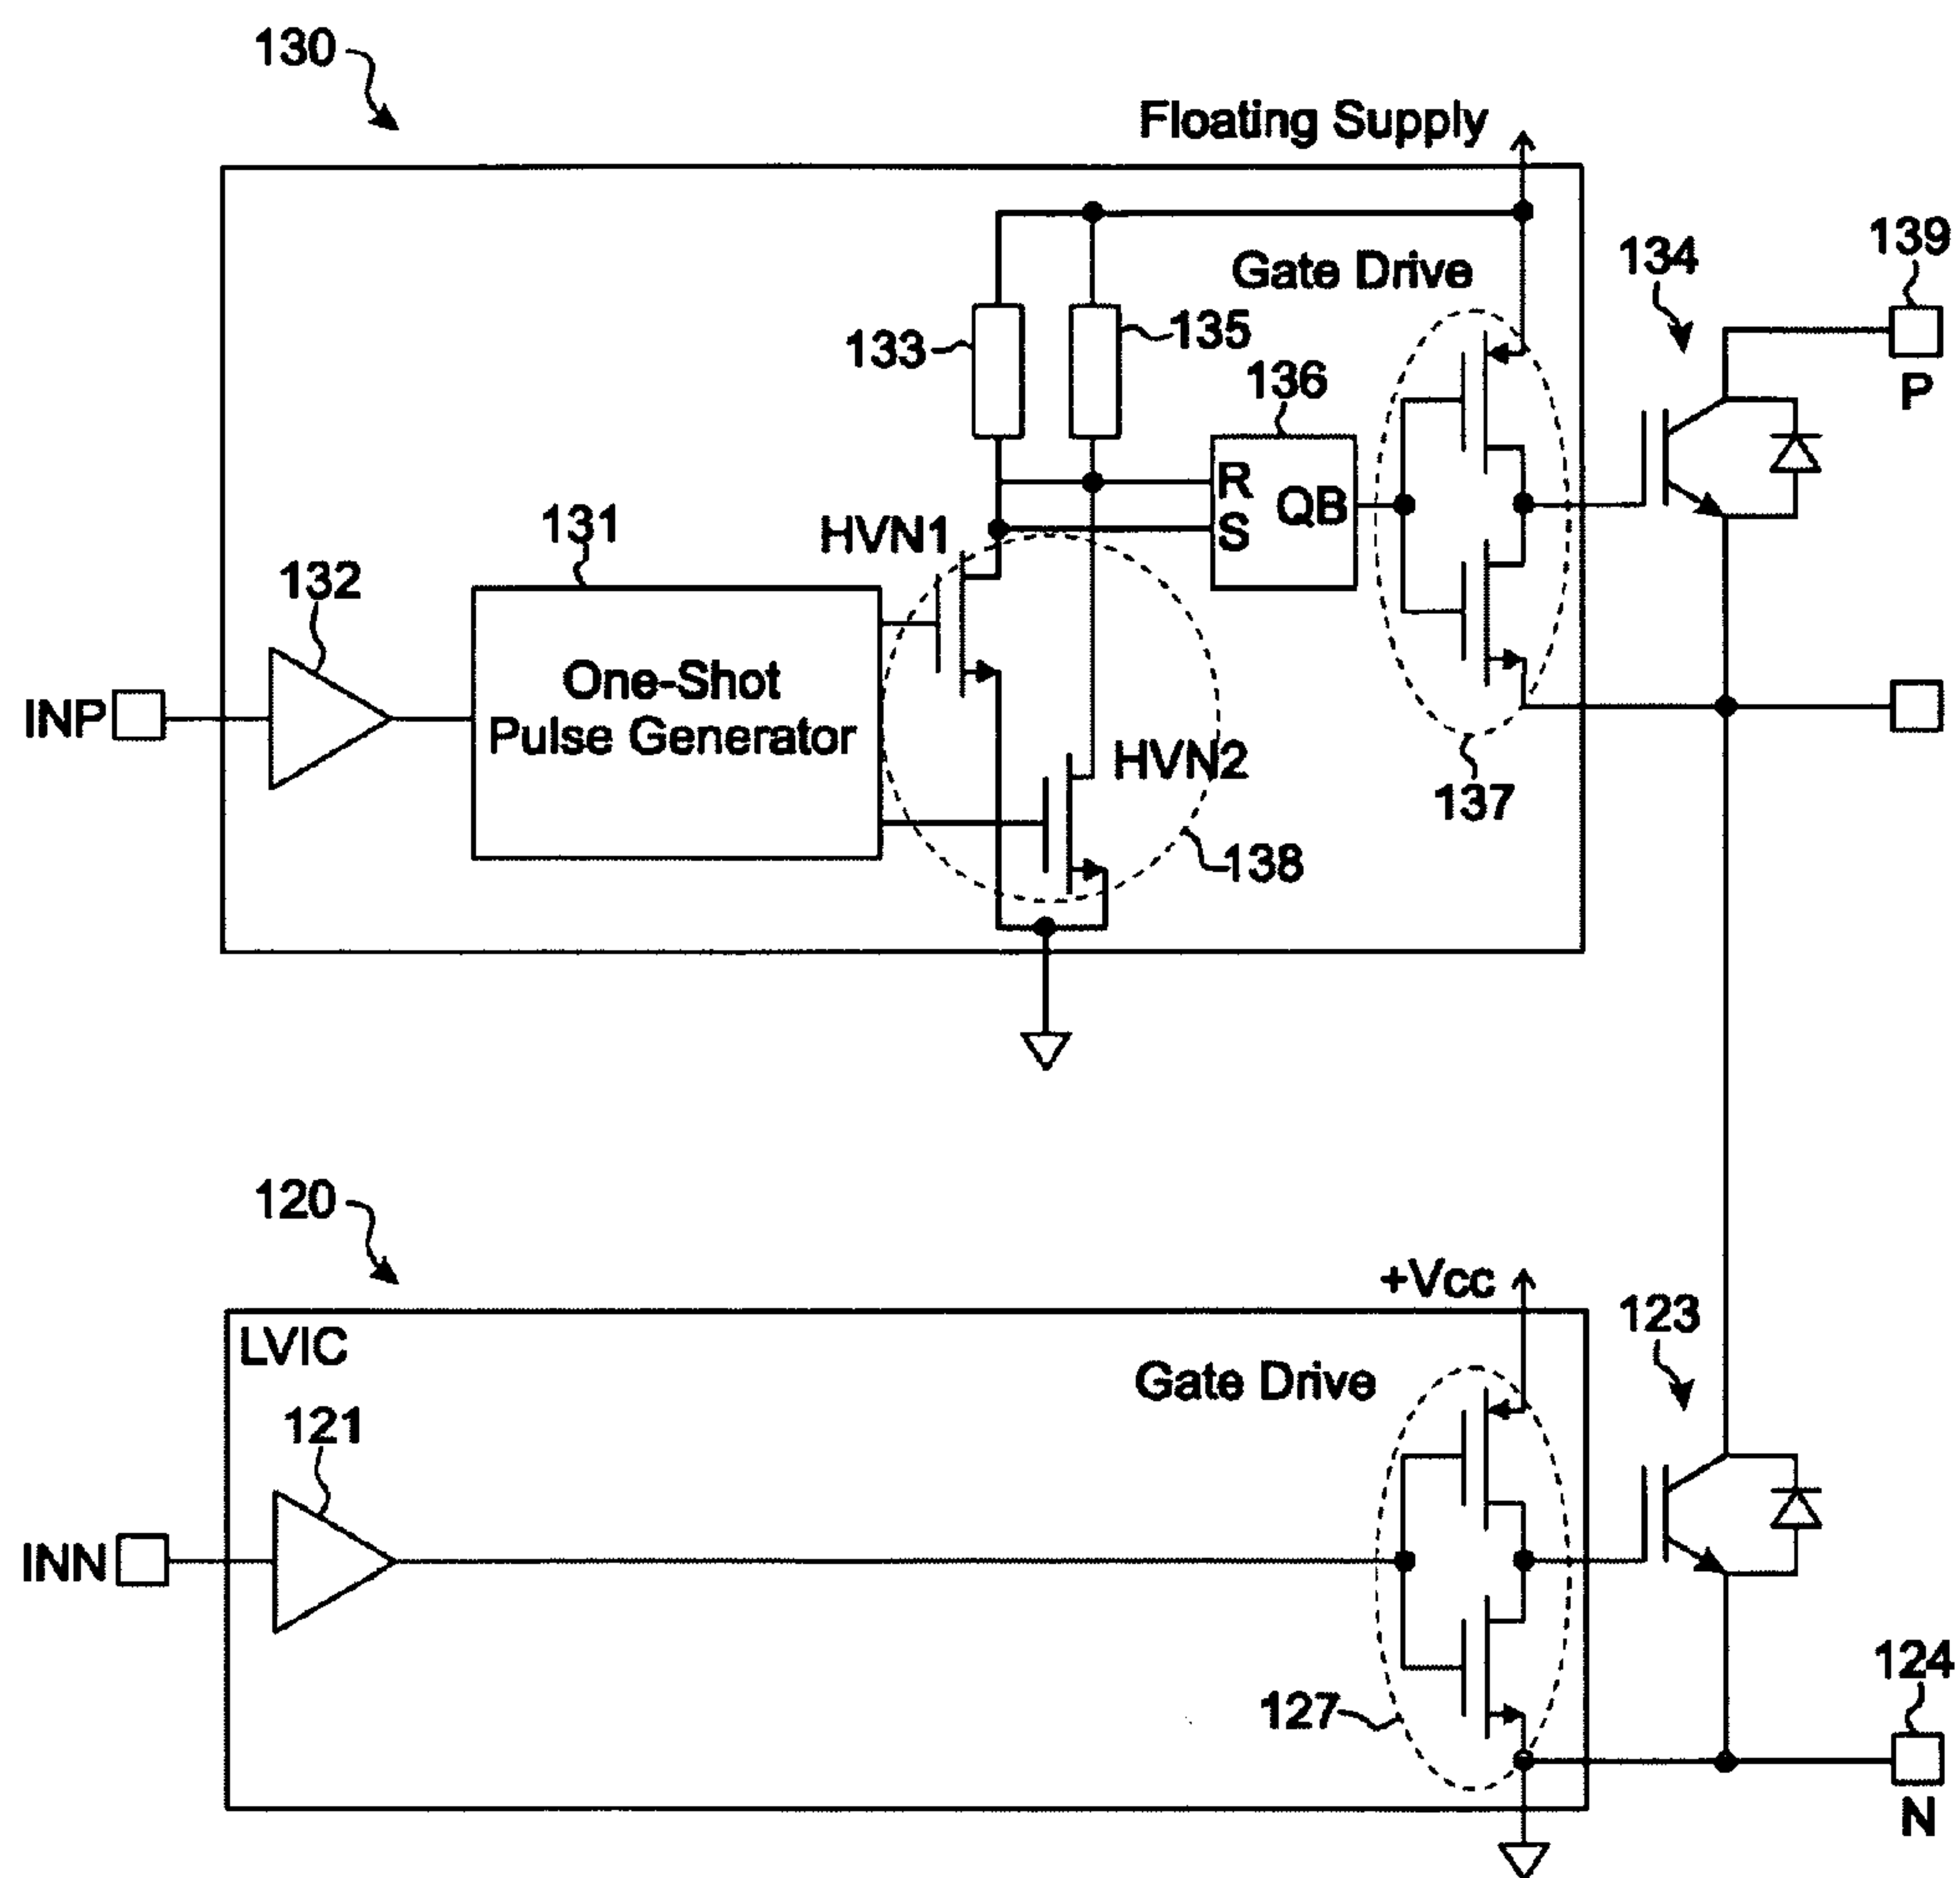 130
Floating Supply
139
134
Gate Drive
133
135
136
P
R
S
QB
HVN1
131
132
One-Shot
Pulse Generator
INP
HVN2
137
138
120
+Vcc
123
LVIC
Gate Drive
121
INN
124
127
N